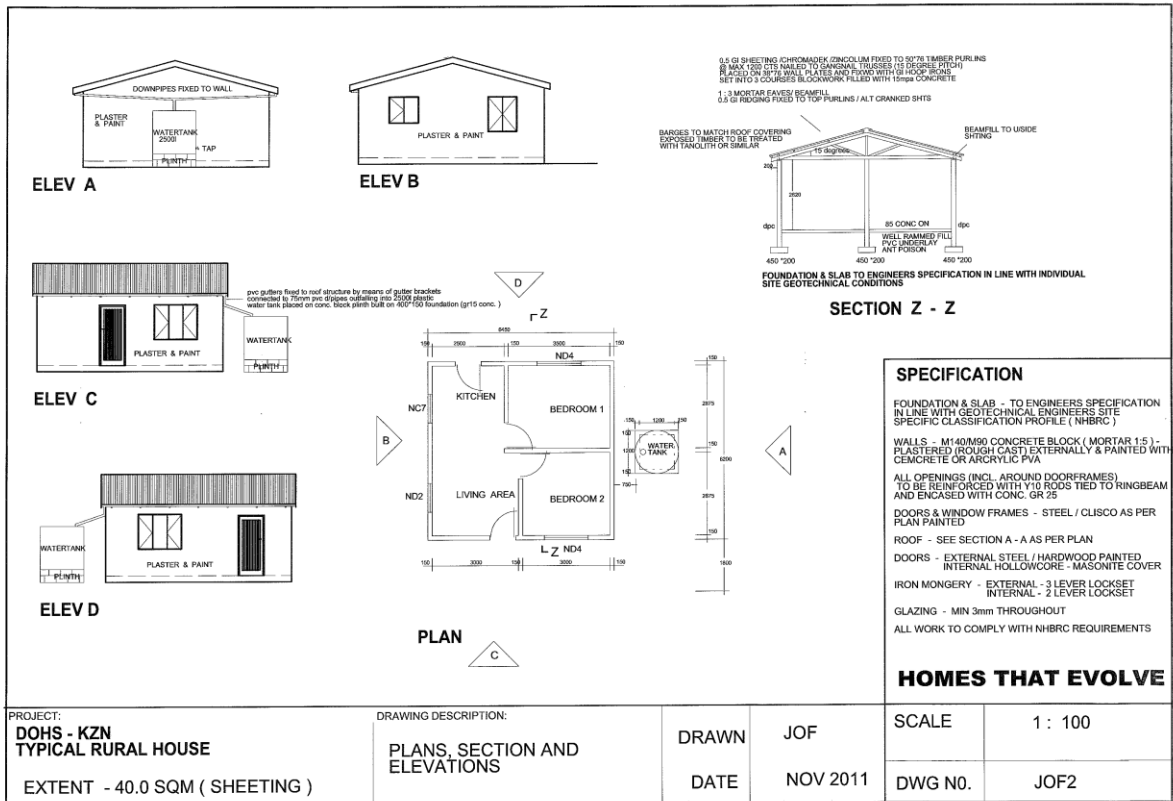 DOWNPIPES FIXED TO WALL
PLASTER
& PAINT
WATERTANK
2500l
TAP
PLINTH
ELEV A
PLASTER & PAINT
ELEV B
0.5 GI SHEETING /CHROMADEK /ZINCOLUM FIXED TO 50*76 TIMBER PURLINS
@ MAX 1200 CTS NAILED TO GANGNAIL TRUSSES (15 DEGREE PITCH)
PLACED ON 38*76 WALL PLATES AND FIXWD WITH GI HOOP IRONS
SET INTO 3 COURSES BLOCKWORK FILLED WITH 15mpa CONCRETE
1 : 3 MORTAR EAVES/ BEAMFILL
0.5 GI RIDGING FIXED TO TOP PURLINS / ALT CRANKED SHTS
BARGES TO MATCH ROOF COVERING
EXPOSED TIMBER TO BE TREATED
WITH TANOLITH OR SIMILAR
BEAMFILL TO U/SIDE
SHTING
15 degrees
200
2620
dpc
85 CONC ON
dpc
WELL RAMMED FILL
PVC UNDERLAY
ANT POISON
450 *200
450 *200
450 *200
FOUNDATION & SLAB TO ENGINEERS SPECIFICATION IN LINE WITH INDIVIDUAL
SITE GEOTECHNICAL CONDITIONS
SECTION Z - Z
pvc gutters fixed to roof structure by means of gutter brackets
connected to 75mm pvc d/pipes outfalling into 2500l plastic
water tank placed on conc. block plinth built on 400*150 foundation (gr15 conc. )
PLASTER & PAINT
WATERTANK
PLINTH
ELEV C
WATERTANK
PLINTH
PLASTER & PAINT
ELEV D
D
Z
6450
150
2500
150
3500
150
ND4
KITCHEN
BEDROOM 1
NC7
B
ND2
LIVING AREA
BEDROOM 2
Z
ND4
150
3000
150
3000
150
150
1200
WATER
TANK
1200
150
750
150
2875
150
6200
2875
150
A
PLAN
C
SPECIFICATION
FOUNDATION & SLAB - TO ENGINEERS SPECIFICATION
IN LINE WITH GEOTECHNICAL ENGINEERS SITE
SPECIFIC CLASSIFICATION PROFILE ( NHBRC )
WALLS - M140/M90 CONCRETE BLOCK ( MORTAR 1:5 ) -
PLASTERED (ROUGH CAST) EXTERNALLY & PAINTED WITH
CEMCRETE OR ARCRYLIC PVA
ALL OPENINGS (INCL. AROUND DOORFRAMES)
TO BE REINFORCED WITH Y10 RODS TIED TO RINGBEAM
AND ENCASED WITH CONC. GR 25
DOORS & WINDOW FRAMES - STEEL / CLISCO AS PER
PLAN PAINTED
ROOF - SEE SECTION A - A AS PER PLAN
DOORS - EXTERNAL STEEL / HARDWOOD PAINTED
INTERNAL HOLLOWCORE - MASONITE COVER
IRON MONGERY - EXTERNAL - 3 LEVER LOCKSET
INTERNAL - 2 LEVER LOCKSET
GLAZING - MIN 3mm THROUGHOUT
ALL WORK TO COMPLY WITH NHBRC REQUIREMENTS
HOMES THAT EVOLVE
PROJECT:
DOHS - KZN
TYPICAL RURAL HOUSE
EXTENT - 40.0 SQM ( SHEETING )
DRAWING DESCRIPTION:
PLANS, SECTION AND
ELEVATIONS
DRAWN JOF
DATE NOV 2011
SCALE 1 : 100
DWG N0. JOF2